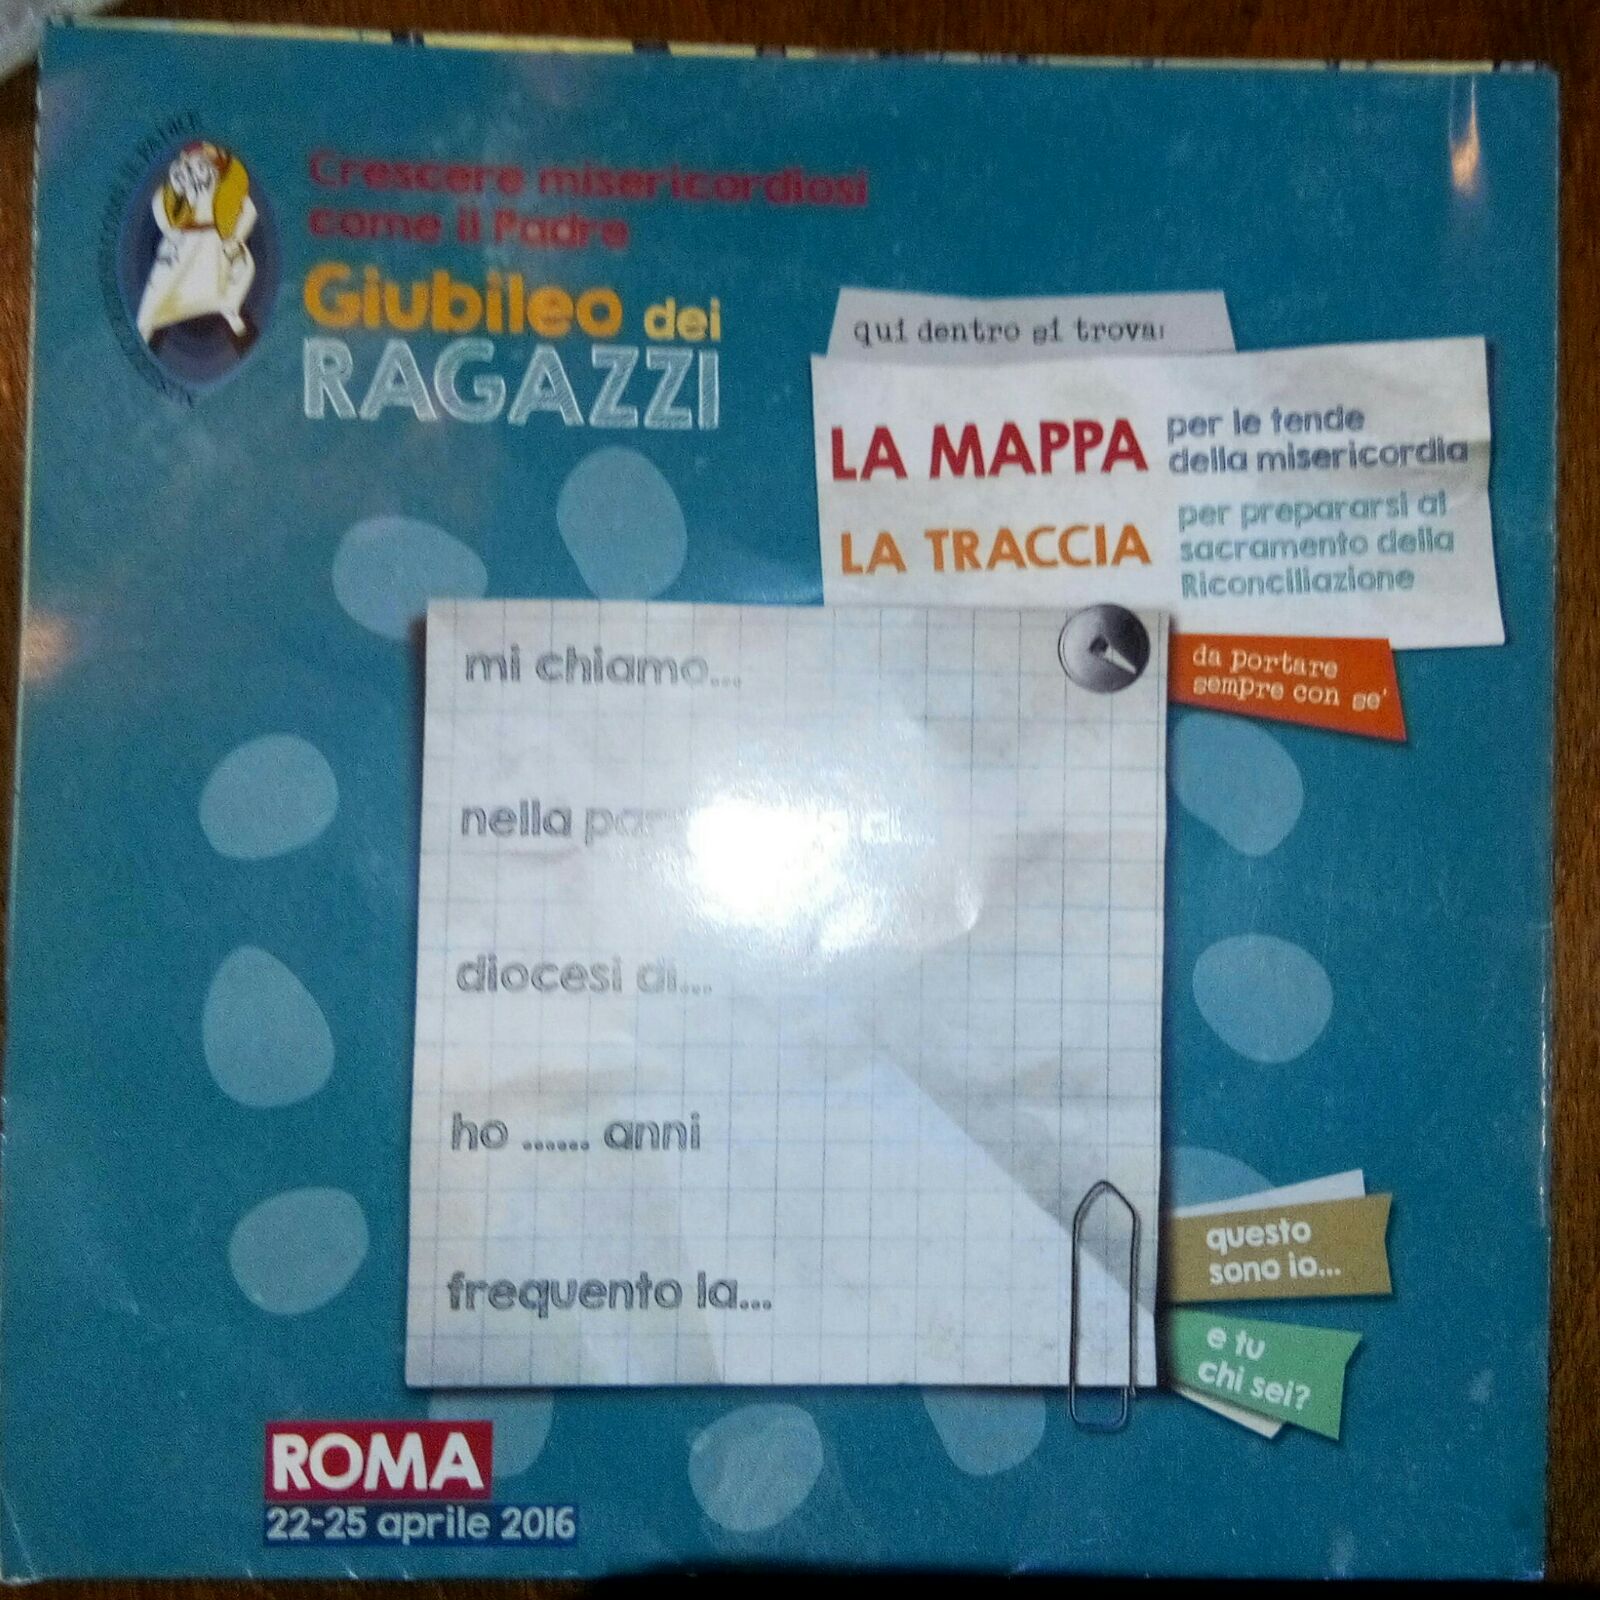 Crescere misericordiosi
come il Padre
Giubileo dei
RAGAZZI
qui dentro si trova:
LA MAPPA
per le tende
della misericordia
LA TRACCIA
per prepararsi al
sacramento della
Riconciliazione
da portare
sempre con se'
mi chiamo...
nella
diocesi di...
ho ....... anni
frequento la...
questo
sono io...
e tu
chi sei?
ROMA
22-25 aprile 2016